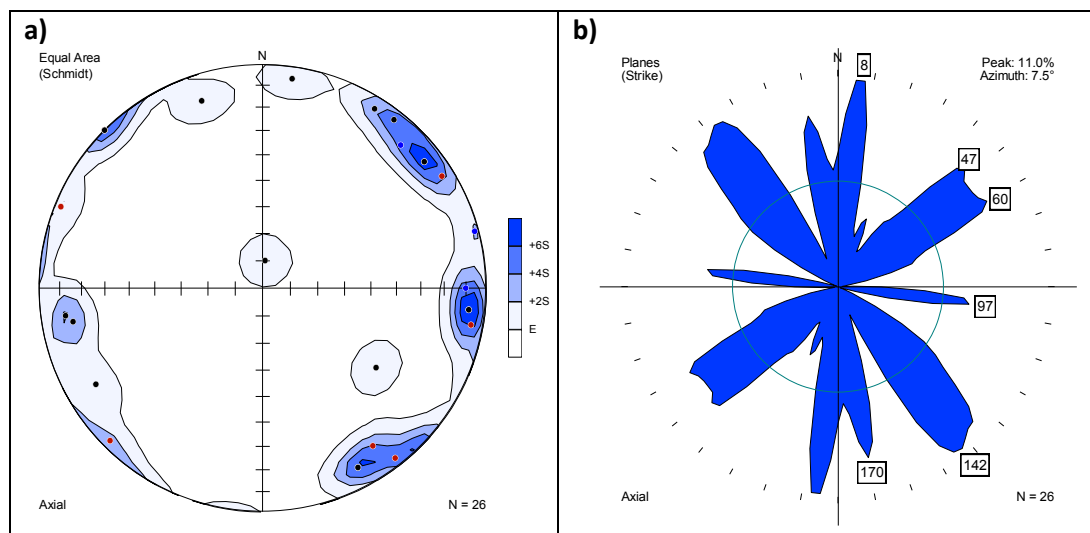 a)
Equal Area
(Schmidt)
N
+6S
+4S
+2S
E
Axial
N = 26
b)
Planes
(Strike)
N
Peak: 11.0%
Azimuth: 7.5°
8
47
60
97
142
170
Axial
N = 26